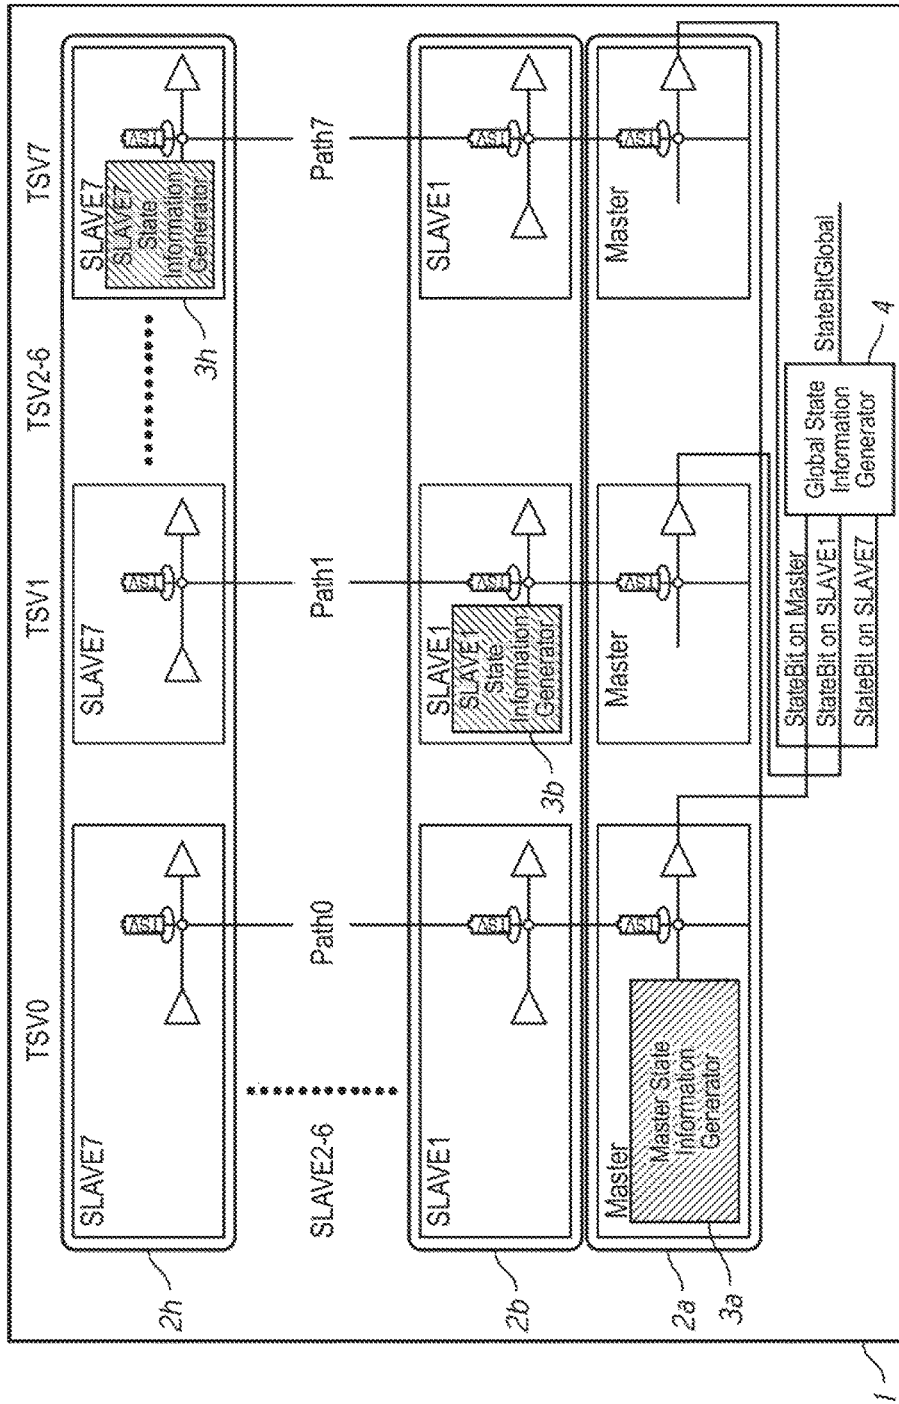 TSV0
TSV1
TSV2-6
TSV7
SLAVE7
TSV
SLAVE7
TSV
SLAVE7
SLAVE7
State
Information
Generator
TSV
2h
3h
SLAVE2-6
Path0
Path1
Path7
SLAVE1
TSV
SLAVE1
SLAVE1
State
Information
Generator
TSV
SLAVE1
TSV
2b
3b
Master
Master State
Information
Generator
TSV
Master
TSV
Master
TSV
2a
3a
StateBit on Master
StateBit on SLAVE1
StateBit on SLAVE7
Global State
Information
Generator
StateBitGlobal
4
1